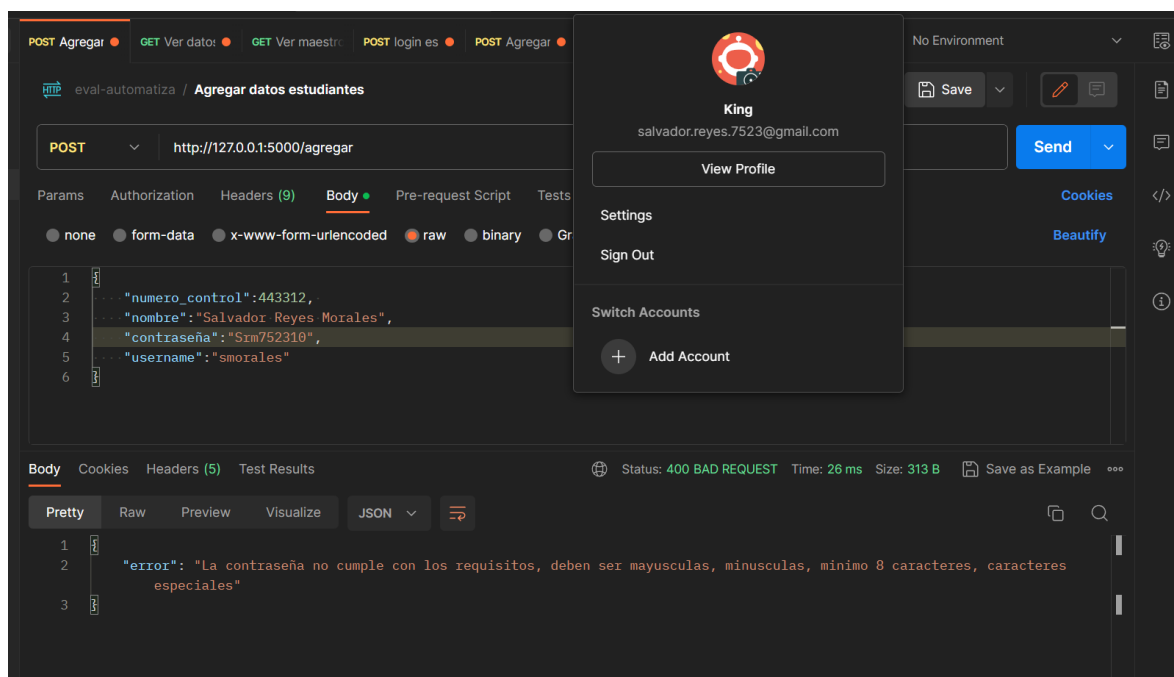 POST Agregar GET Ver dato: GET Ver maestro POST login es POST Agregar No Environment
HTTP eval-automatiza / Agregar datos estudiantes Save
King
salvador.reyes.7523@gmail.com
View Profile
Settings
Sign Out
Switch Accounts
Add Account
POST http://127.0.0.1:5000/agregar Send
Params Authorization Headers (9) Body Pre-request Script Tests Cookies
none form-data x-www-form-urlencoded raw binary Gr Beautify
1 {
2 "numero_control":443312,
3 "nombre":"Salvador Reyes Morales",
4 "contraseña":"Srm752310",
5 "username":"smorales"
6 }
Body Cookies Headers (5) Test Results Status: 400 BAD REQUEST Time: 26 ms Size: 313 B Save as Example
Pretty Raw Preview Visualize JSON
1 {
2 "error": "La contraseña no cumple con los requisitos, deben ser mayusculas, minusculas, minimo 8 caracteres, caracteres
especiales"
3 }